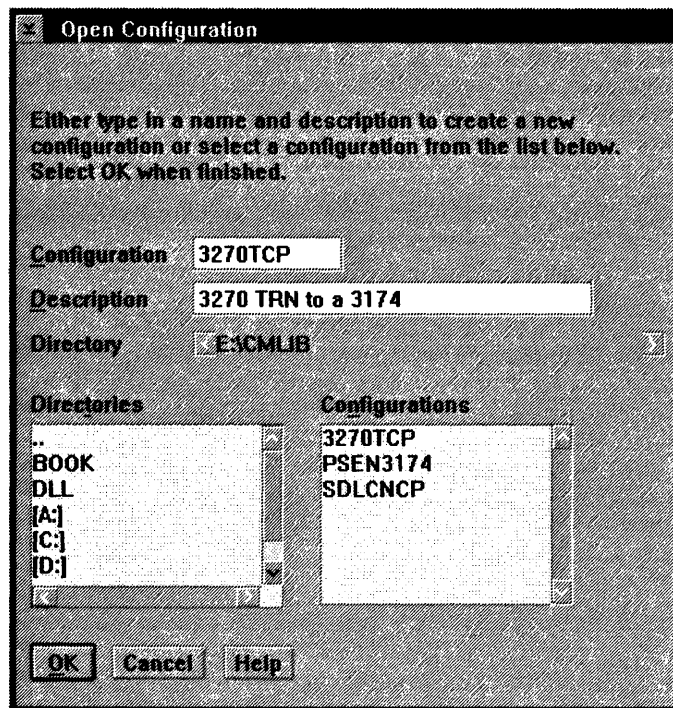 Open Configuration
Either type in a name and description to create a new
configuration or select a configuration from the list below.
Select OK when finished.
Configuration 3270TCP
Description 3270 TRN to a 3174
Directory E:\CMLIB
Directories Configurations
.. 3270TCP
BOOK PSEN3174
DLL SDLCNCP
[A:]
[C:]
[D:]
OK Cancel Help